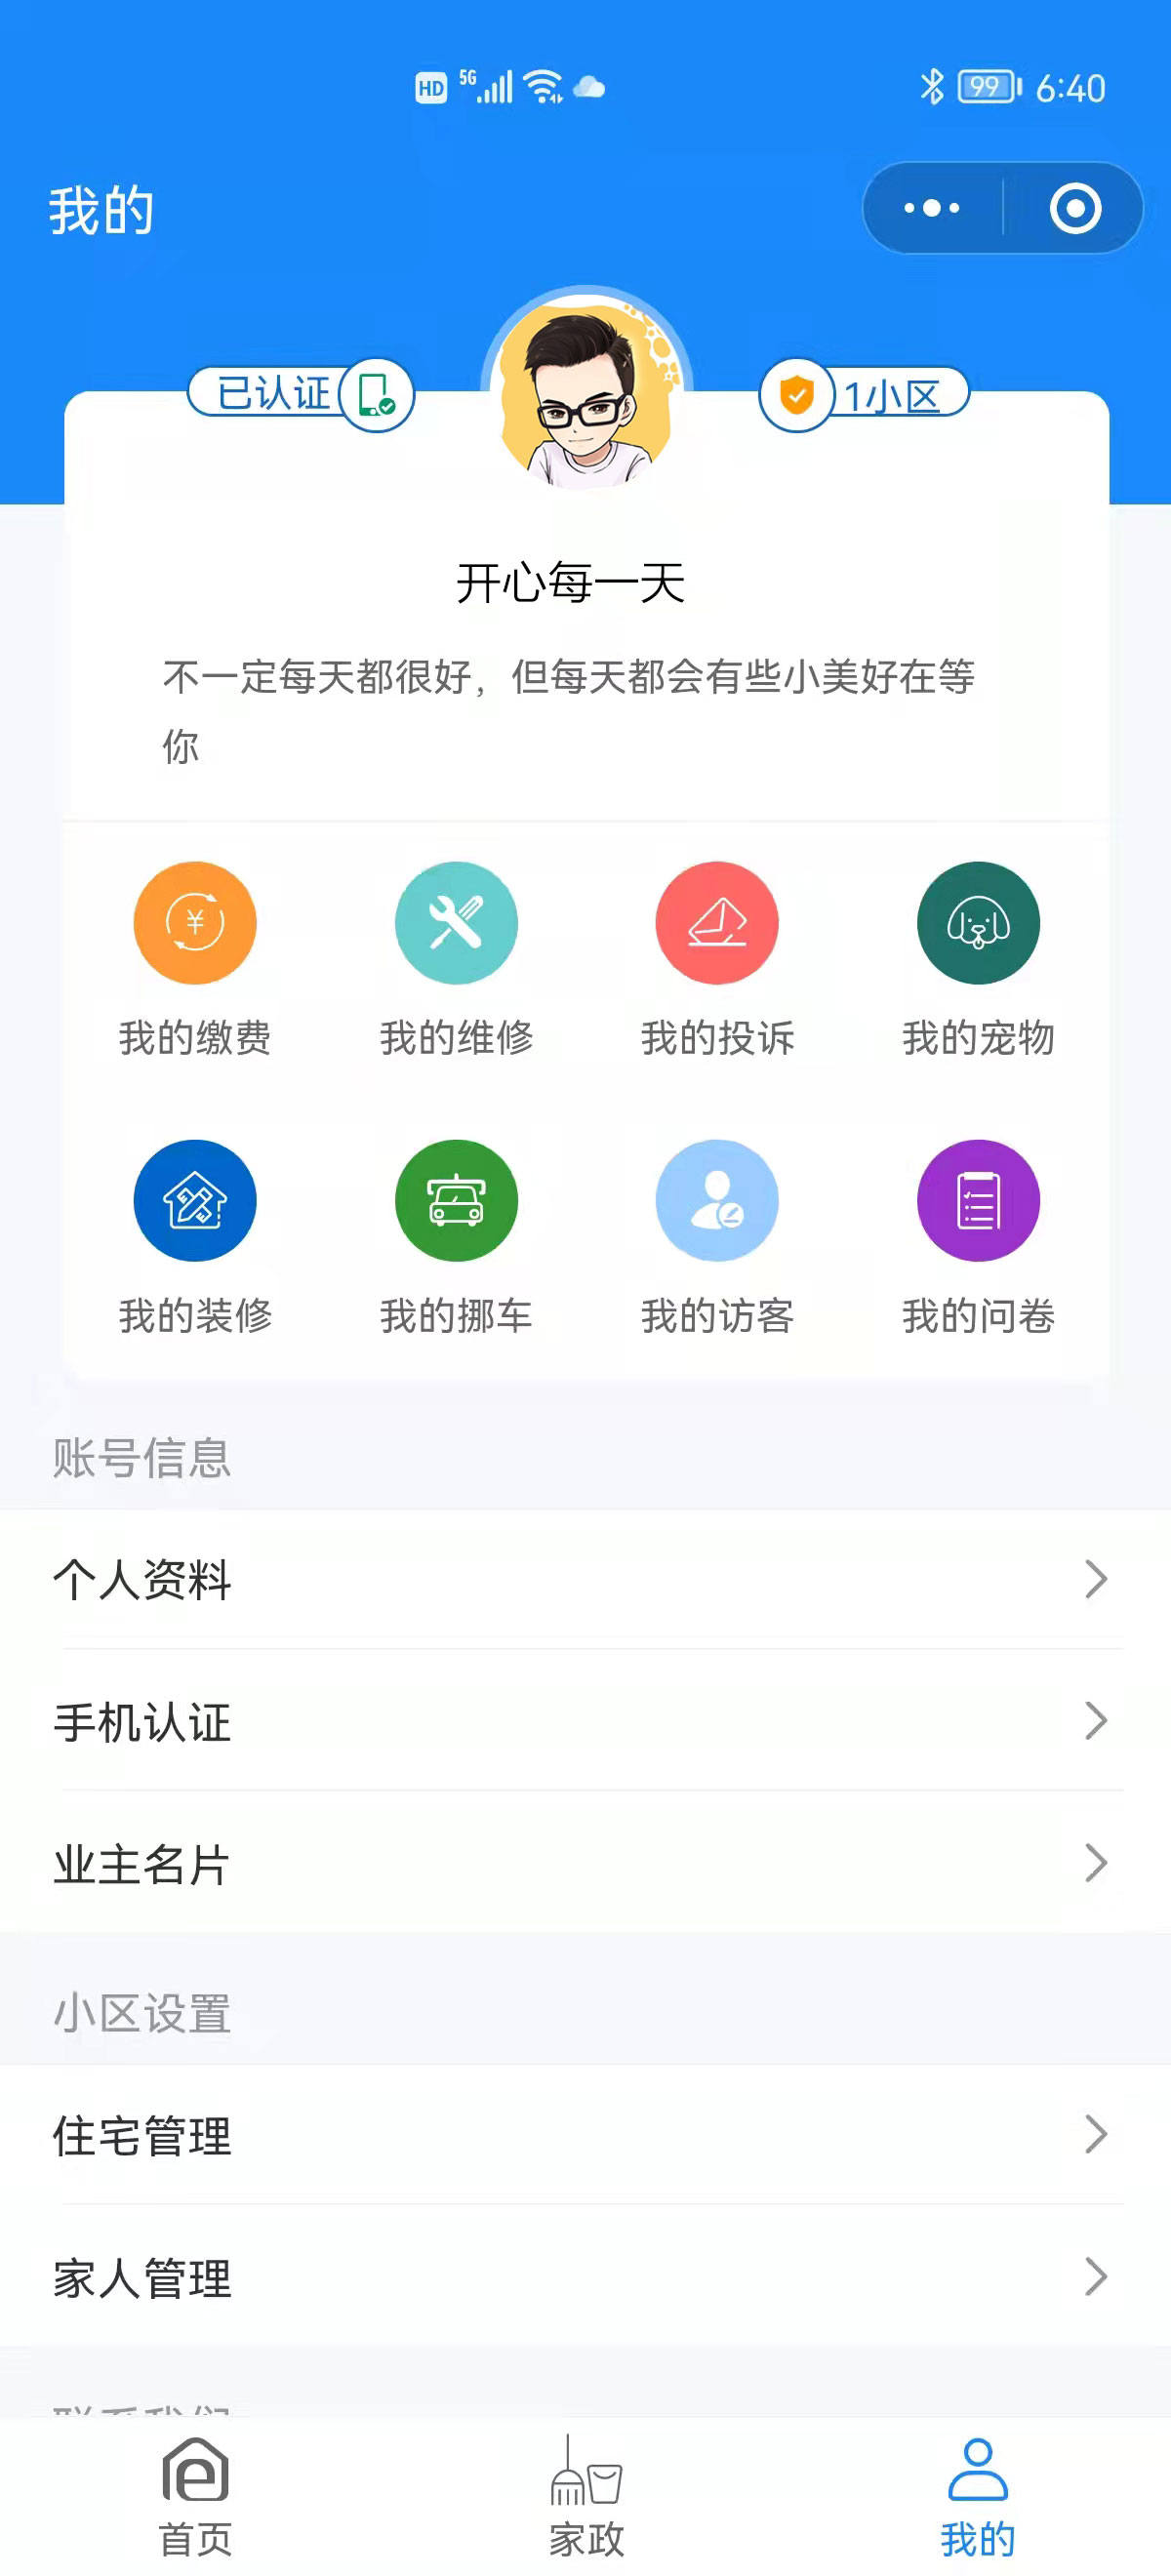 HD 5G 99 6:40
我的
已认证 1小区
开心每一天
不一定每天都很好，但每天都会有些小美好在等
你
我的缴费 我的维修 我的投诉 我的宠物
我的装修 我的挪车 我的访客 我的问卷
账号信息
个人资料
手机认证
业主名片
小区设置
住宅管理
家人管理
首页 家政 我的